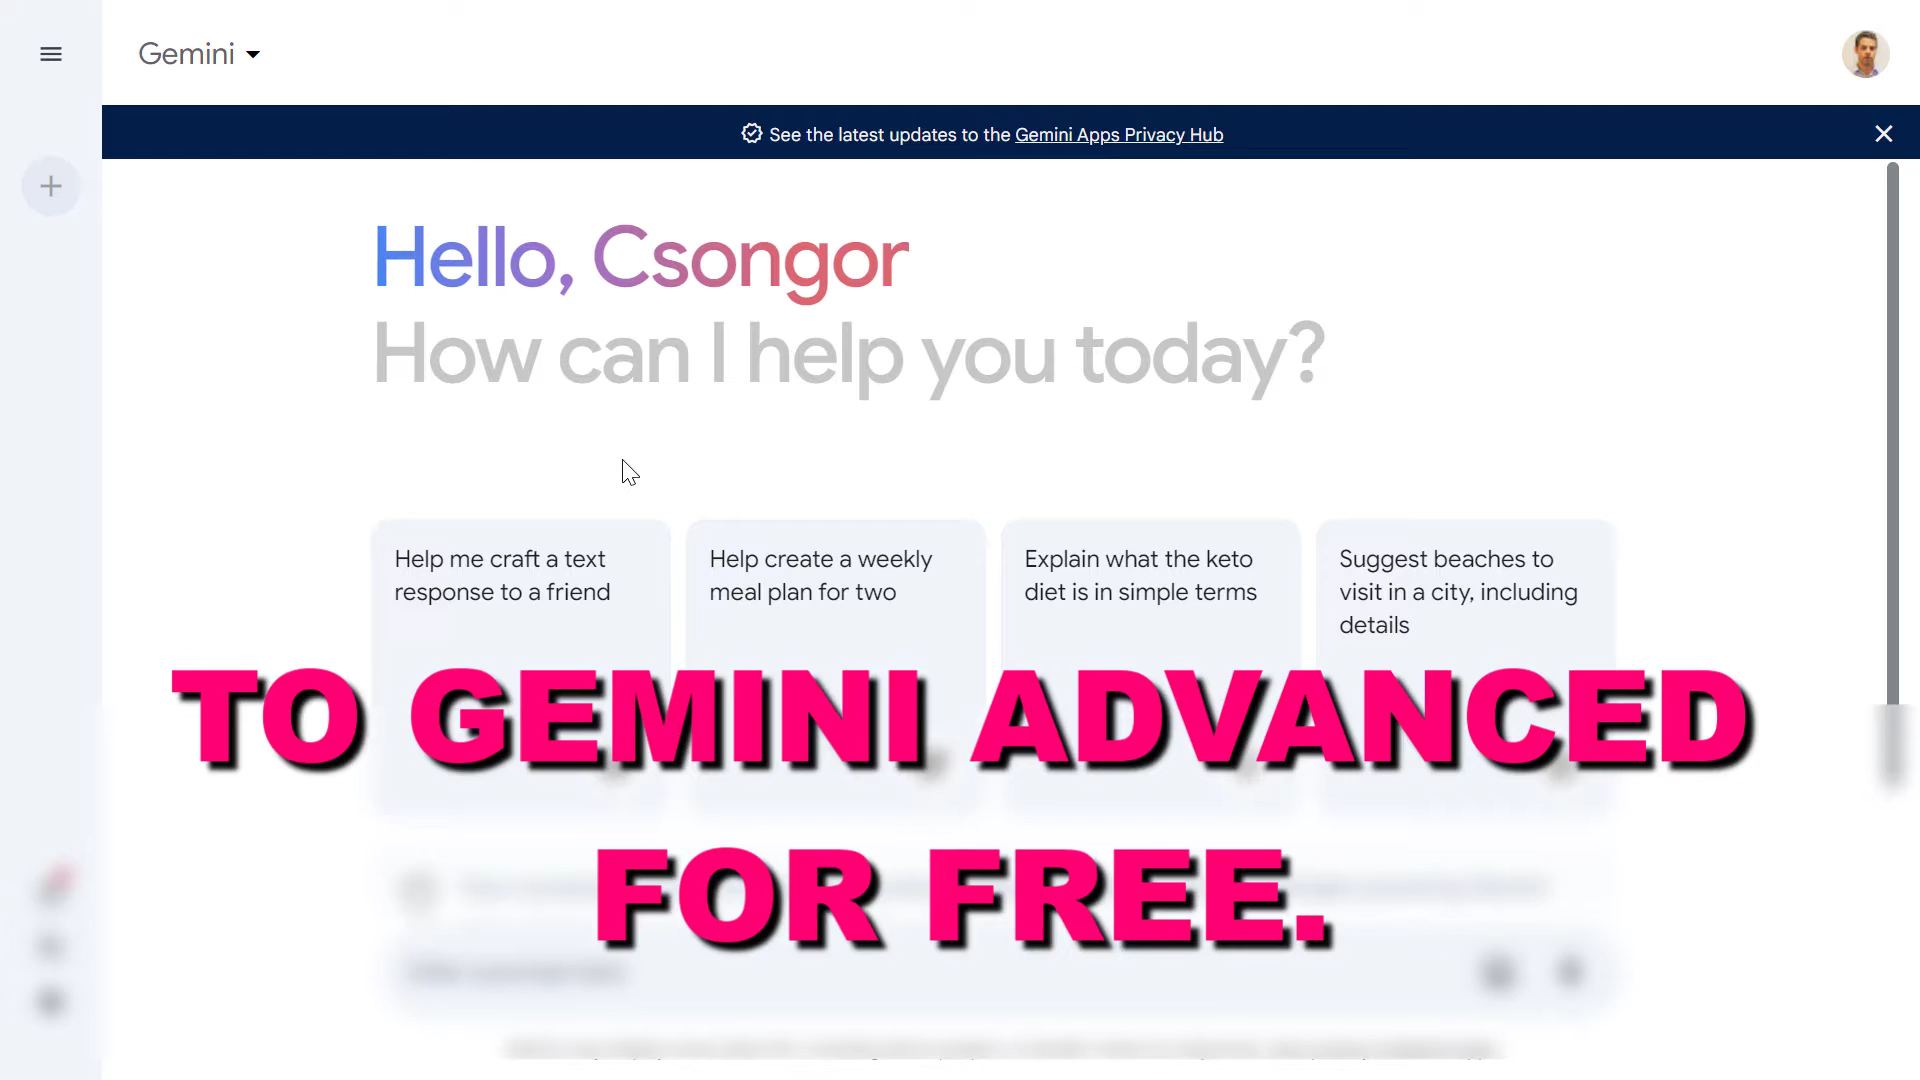 Gemini
See the latest updates to the Gemini Apps Privacy Hub
Hello, Csongor
How can I help you today?
Help me craft a text
response to a friend
Help create a weekly
meal plan for two
Explain what the keto
diet is in simple terms
Suggest beaches to
visit in a city, including
details
TO GEMINI ADVANCED
FOR FREE.